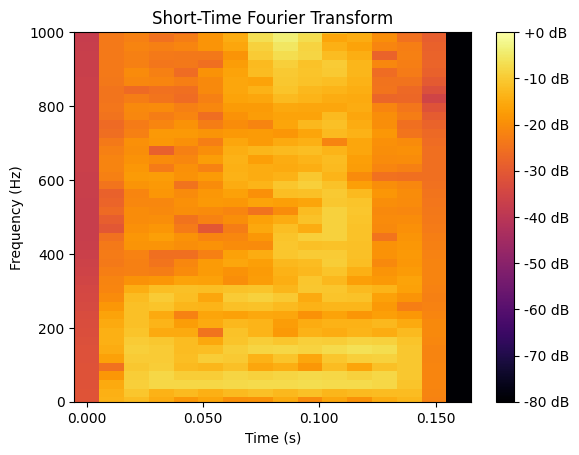 Short-Time Fourier Transform
1000
800
600
400
200
0
Frequency (Hz)
0.000
0.050
0.100
0.150
Time (s)
+0 dB
-10 dB
-20 dB
-30 dB
-40 dB
-50 dB
-60 dB
-70 dB
-80 dB